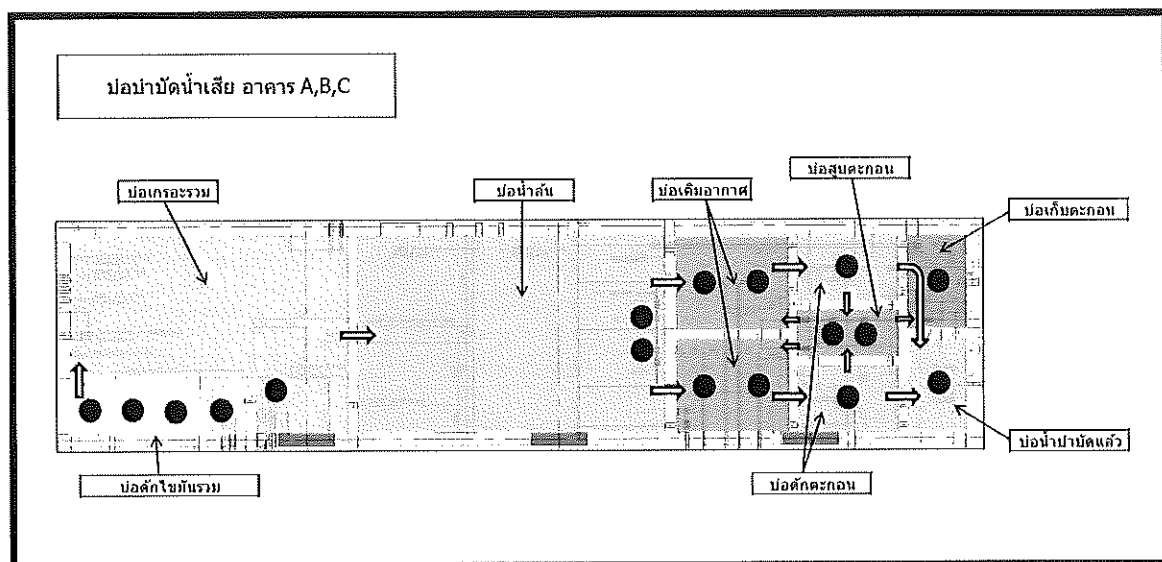 บ่อบำบัดน้ำเสีย อาคาร A,B,C
บ่อสูบตะกอน
บ่อเกรอะรวม
บ่อน้ำล้น
บ่อเติมอากาศ
บ่อเก็บตะกอน
บ่อน้ำบำบัดแล้ว
บ่อดักไขมันรวม
บ่อดักตะกอน